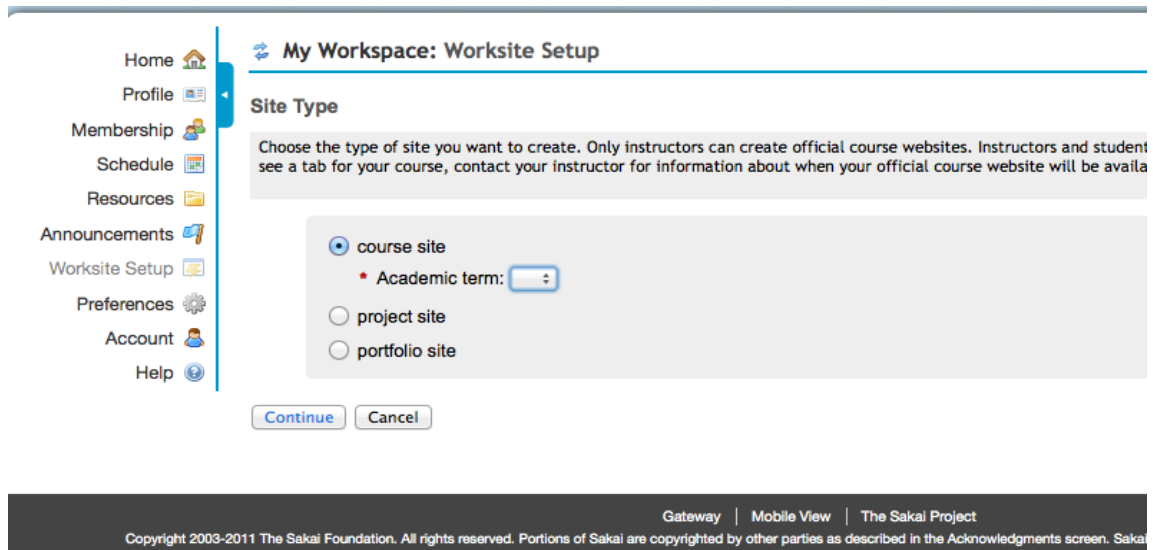 Home
Profile
Membership
Schedule
Resources
Announcements
Worksite Setup
Preferences
Account
Help
My Workspace: Worksite Setup
Site Type
Choose the type of site you want to create. Only instructors can create official course websites. Instructors and student
see a tab for your course, contact your instructor for information about when your official course website will be availa
course site
* Academic term:
project site
portfolio site
Continue Cancel
Gateway | Mobile View | The Sakai Project
Copyright 2003-2011 The Sakai Foundation. All rights reserved. Portions of Sakai are copyrighted by other parties as described in the Acknowledgments screen. Sakai